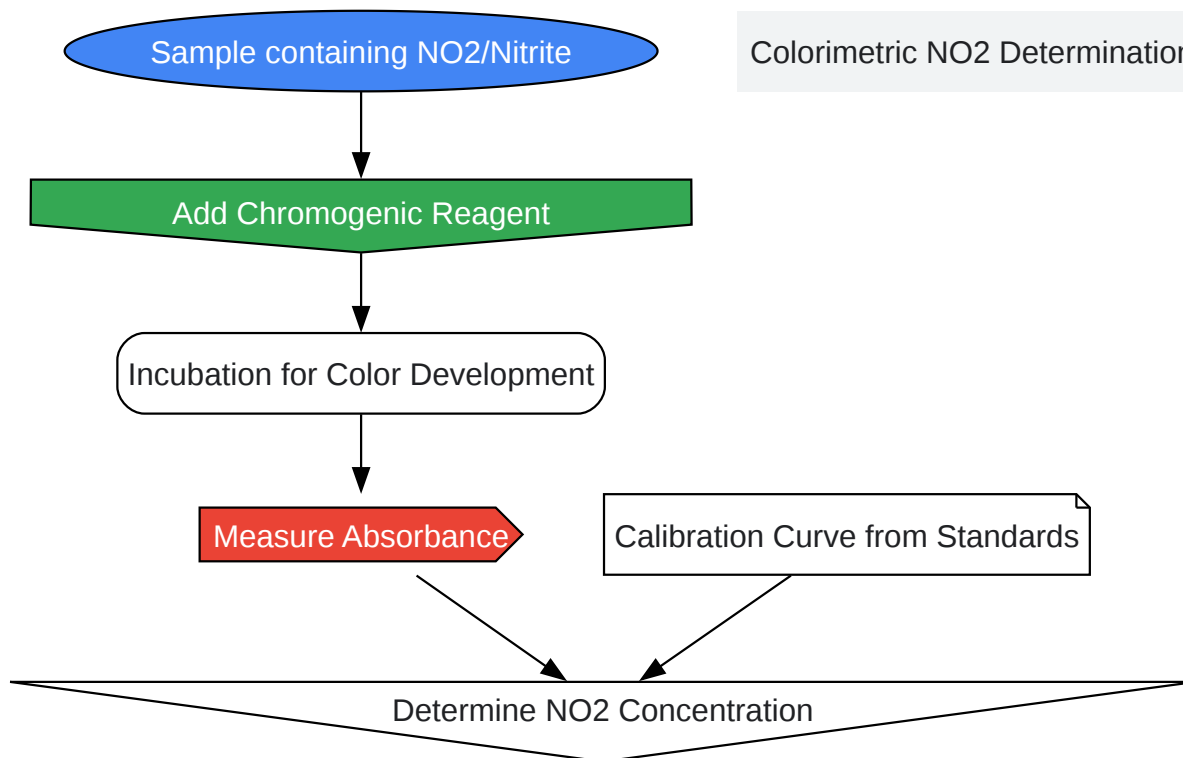 Sample containing NO2/Nitrite
Colorimetric NO2 Determination
Add Chromogenic Reagent
Incubation for Color Development
Measure Absorbance
Calibration Curve from Standards
Determine NO2 Concentration